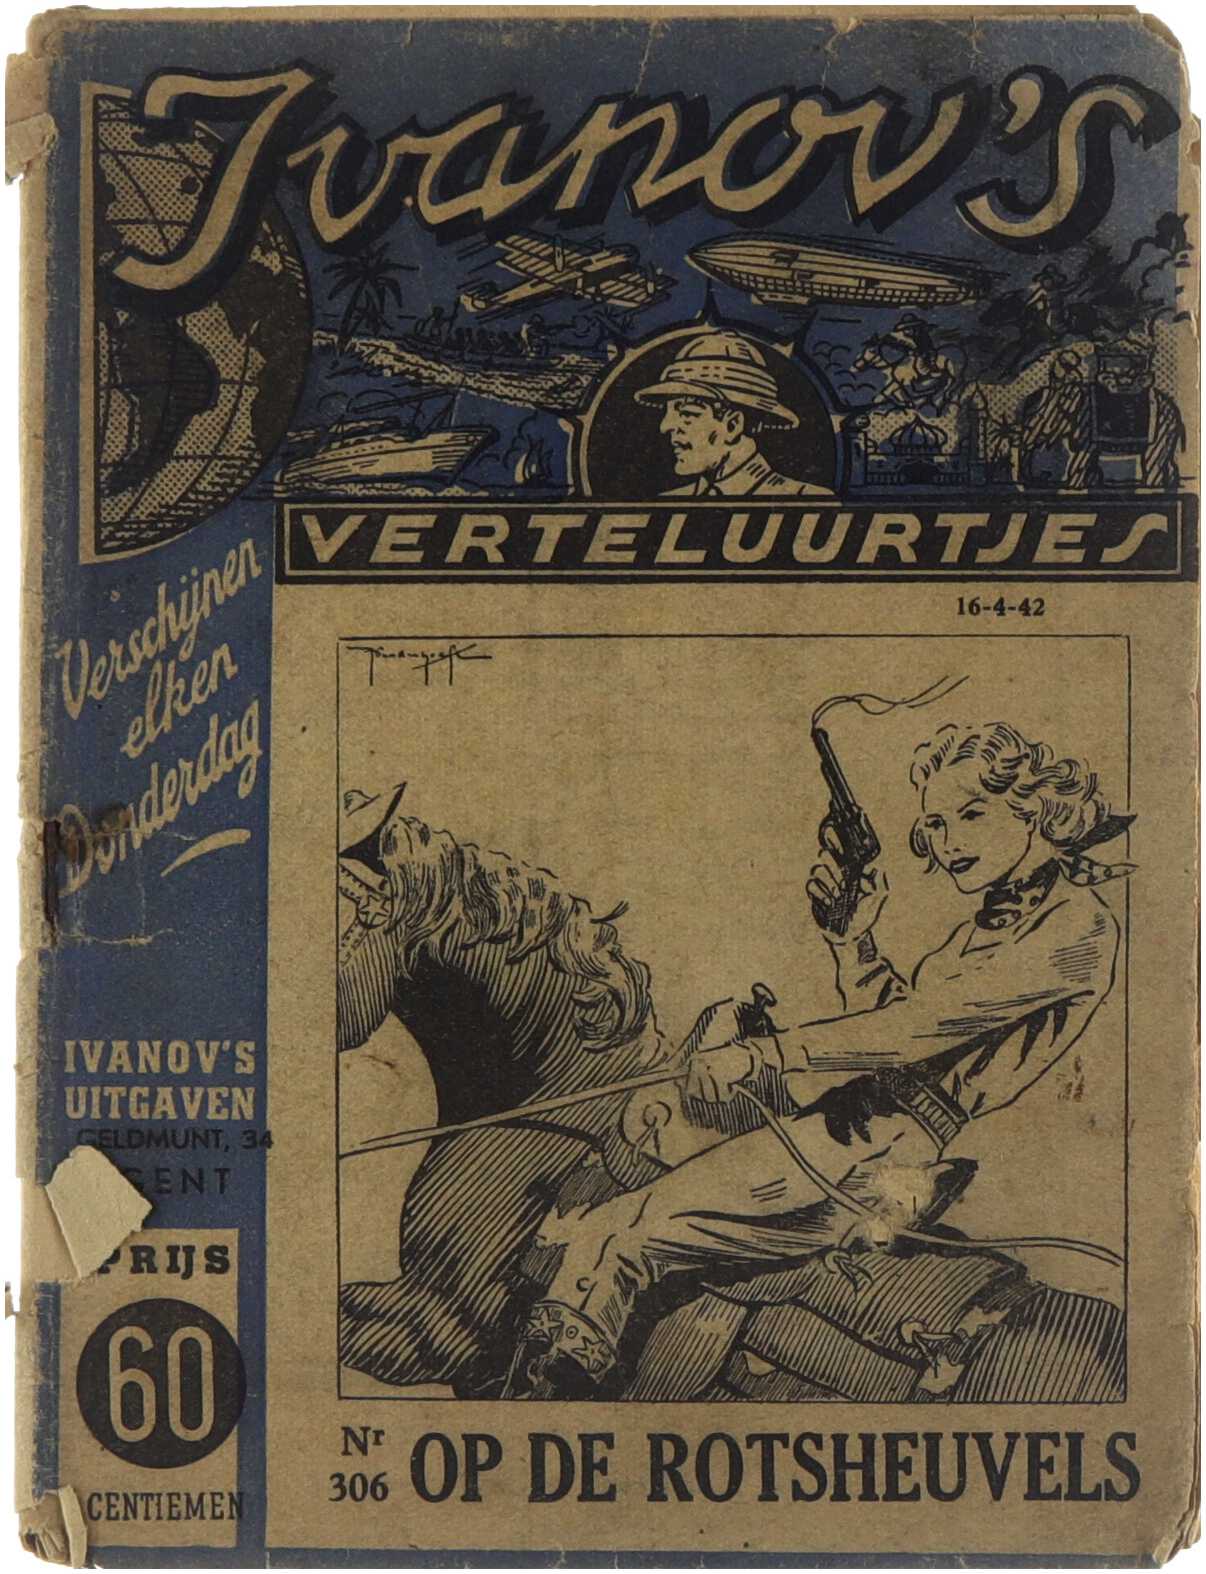 Ivanov's
VERTELUURTJES
Verschijnen
elken
Donderdag
16-4-42
IVANOV'S
UITGAVEN
GELDMUNT, 34
GENT
PRIJS
60
CENTIEMEN
Nr
306
OP DE ROTSHEUVELS